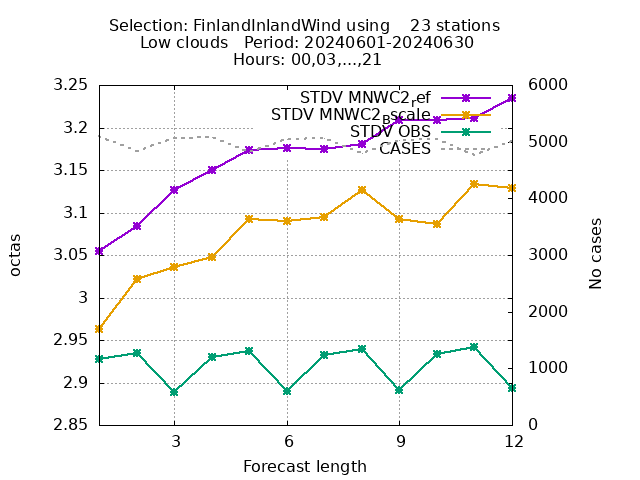 Selection: FinlandInlandWind using    23 stations
Low clouds   Period: 20240601-20240630
Hours: 00,03,...,21
STDV MNWC2_ref
STDV MNWC2_Bscale
STDV OBS
CASES
3.25
3.2
3.15
3.1
3.05
3
2.95
2.9
2.85
6000
5000
4000
3000
2000
1000
0
octas
No cases
3
6
9
12
Forecast length